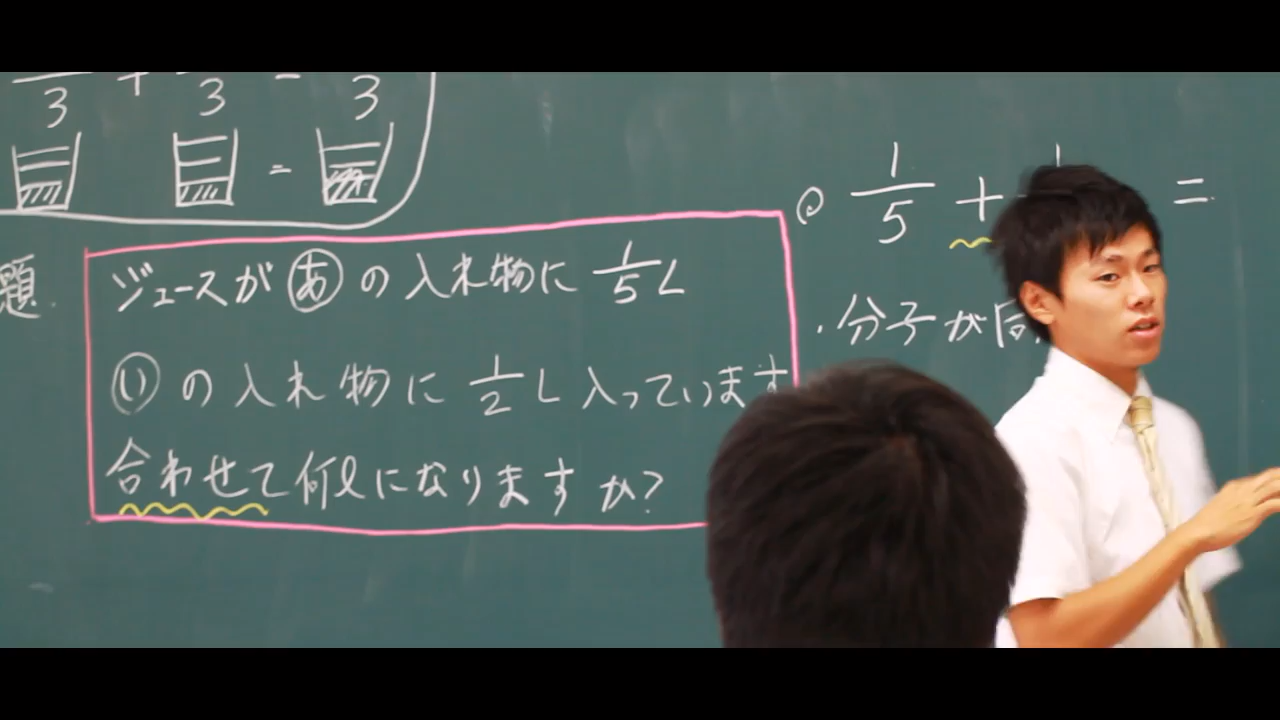 3 + 3 = 3
=
題
ジュースが あ の 入れ物に 1/5 L
い の 入れ物に 1/2 L 入っています
合わせて何ℓになりますか?
@ 1/5 + =
・分子が同